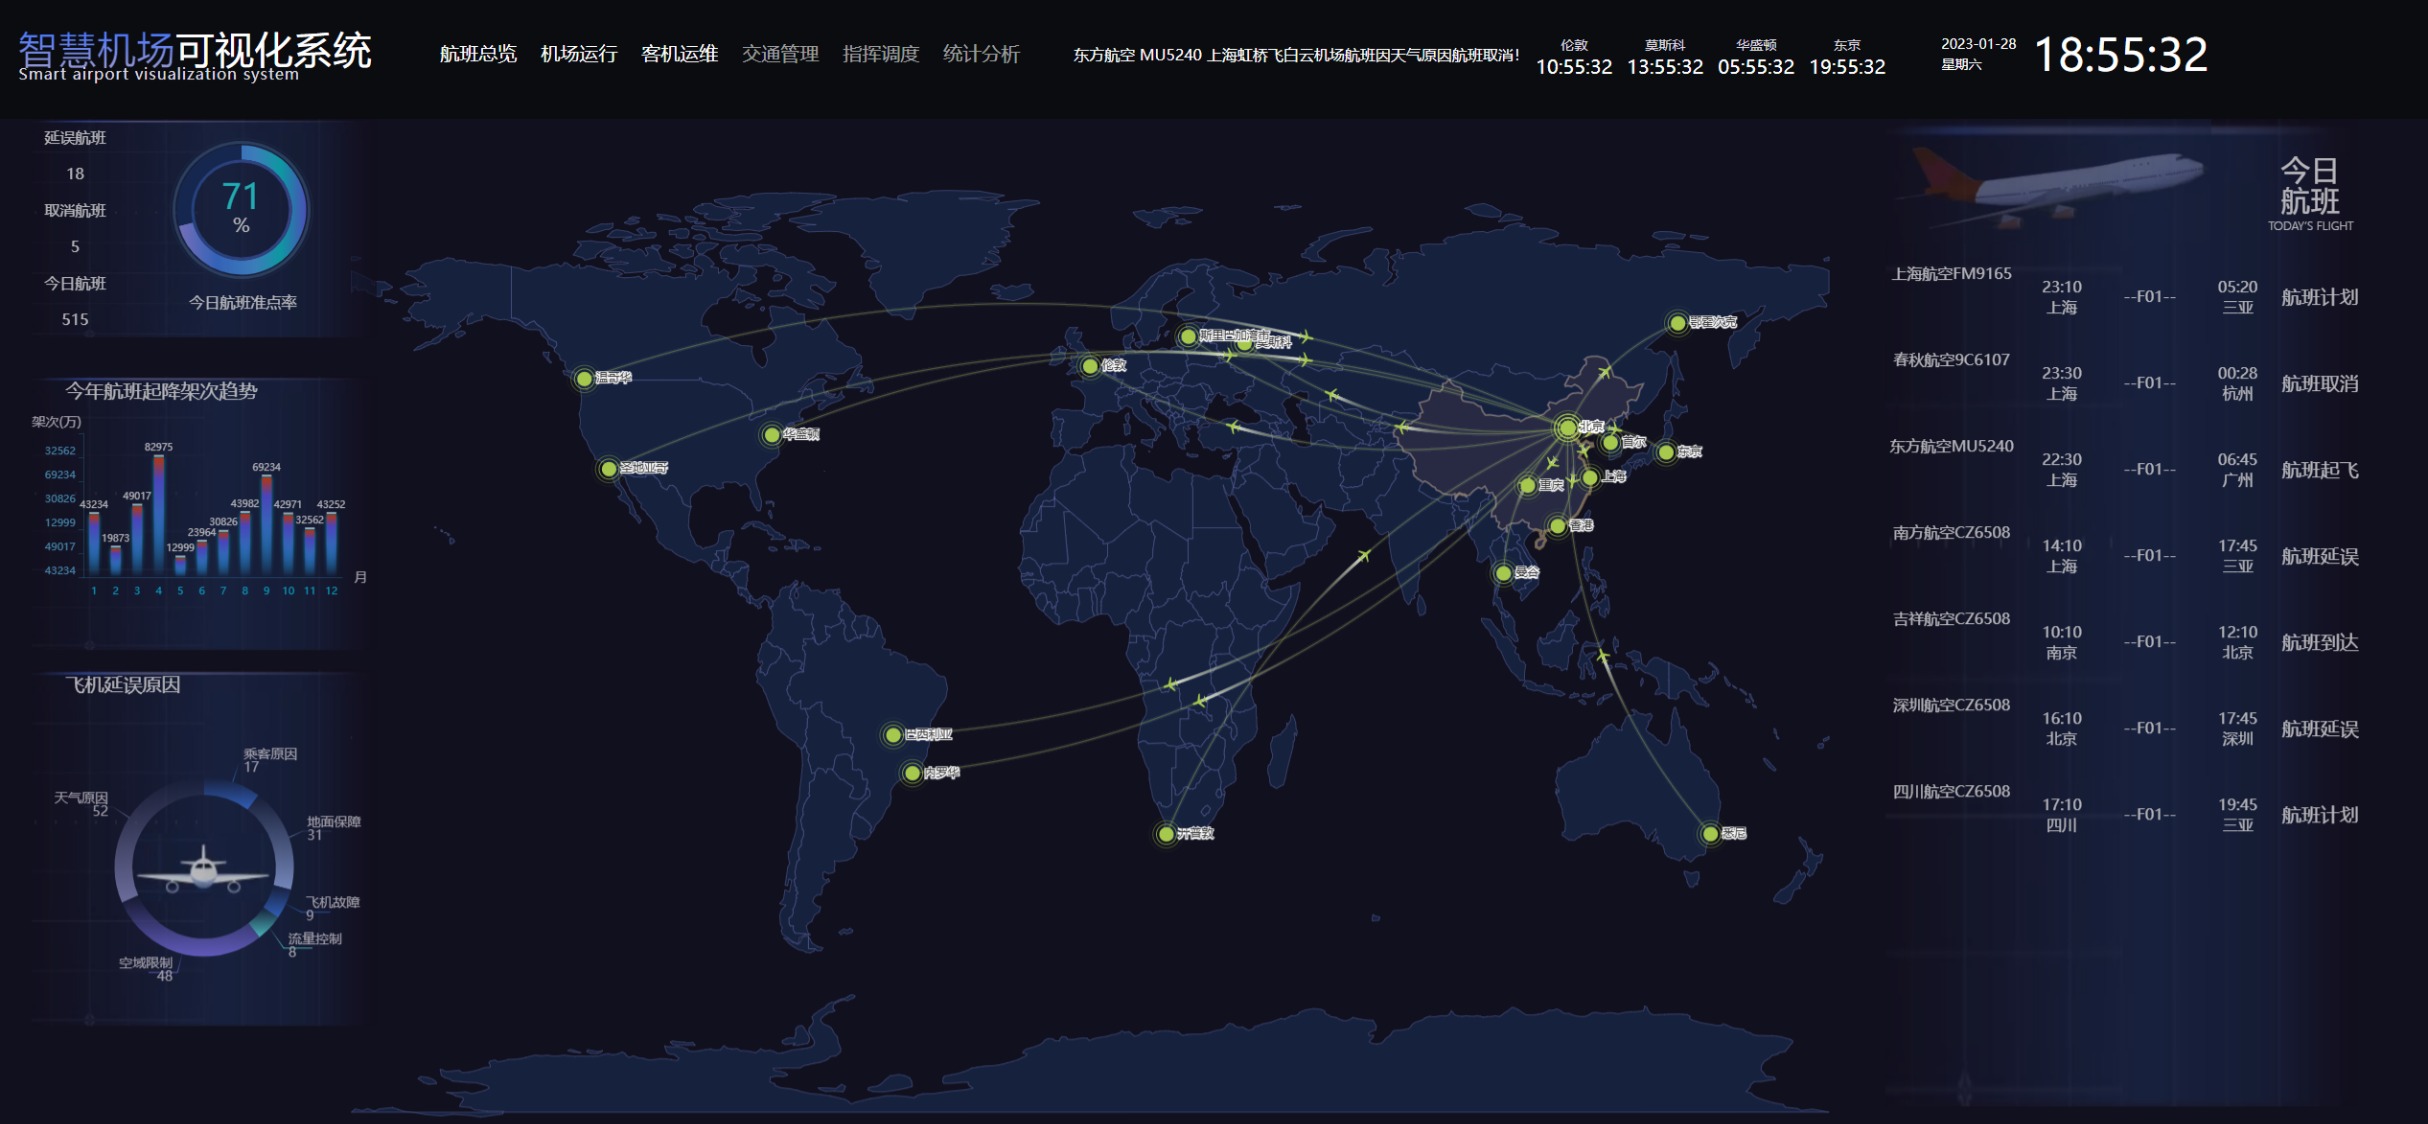 智慧机场可视化系统
Smart airport visualization system
航班总览 机场运行 客机运维 交通管理 指挥调度 统计分析
东方航空 MU5240 上海虹桥飞白云机场航班因天气原因航班取消!
伦敦 莫斯科 华盛顿 东京
10:55:32 13:55:32 05:55:32 19:55:32
2023-01-28
星期六
18:55:32
延误航班
18
取消航班
5
今日航班
515
71
%
今日航班准点率
今年航班起降架次趋势
架次(万)
32562
69234
30826
12999
49017
43234
43234
19873
49017
82975
12999
23964
30826
43982
69234
42971
32562
43252
1 2 3 4 5 6 7 8 9 10 11 12
月
飞机延误原因
乘客原因
17
地面保障
31
飞机故障
9
流量控制
8
空域限制
48
天气原因
52
温哥华
圣地亚哥
华盛顿
伦敦
斯里巴加湾市
莫斯科
鄂霍次克
北京
首尔
东京
上海
重庆
香港
曼谷
巴西利亚
内罗华
开普敦
悉尼
今日
航班
TODAY'S FLIGHT
上海航空FM9165
23:10 --F01-- 05:20 航班计划
上海 三亚
春秋航空9C6107
23:30 --F01-- 00:28 航班取消
上海 杭州
东方航空MU5240
22:30 --F01-- 06:45 航班起飞
上海 广州
南方航空CZ6508
14:10 --F01-- 17:45 航班延误
上海 三亚
吉祥航空CZ6508
10:10 --F01-- 12:10 航班到达
南京 北京
深圳航空CZ6508
16:10 --F01-- 17:45 航班延误
北京 深圳
四川航空CZ6508
17:10 --F01-- 19:45 航班计划
四川 三亚